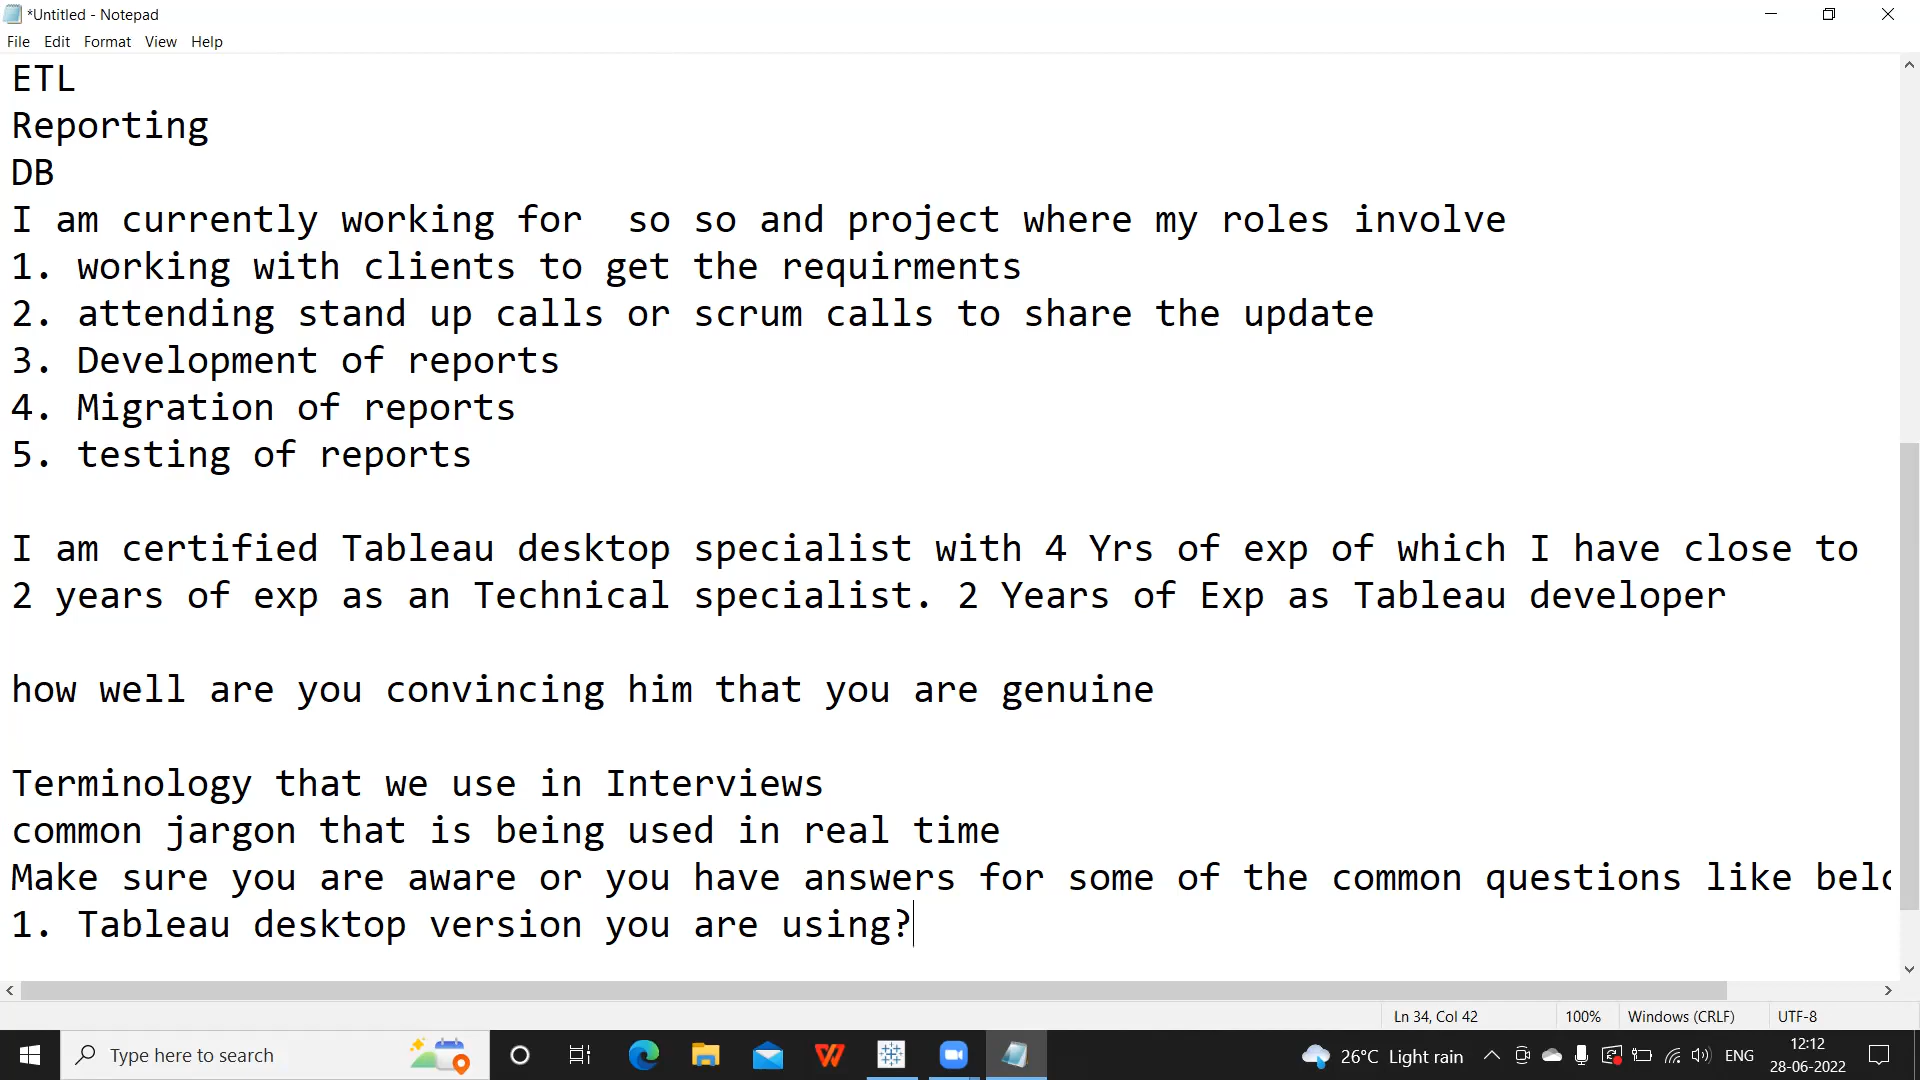 *Untitled - Notepad
File Edit Format View Help
ETL
Reporting
DB
I am currently working for  so so and project where my roles involve
1. working with clients to get the requirments
2. attending stand up calls or scrum calls to share the update
3. Development of reports
4. Migration of reports
5. testing of reports
I am certified Tableau desktop specialist with 4 Yrs of exp of which I have close to
2 years of exp as an Technical specialist. 2 Years of Exp as Tableau developer
how well are you convincing him that you are genuine
Terminology that we use in Interviews
common jargon that is being used in real time
Make sure you are aware or you have answers for some of the common questions like
1. Tableau desktop version you are using?
Ln 34, Col 42 100% Windows (CRLF) UTF-8
Type here to search 26°C Light rain ENG 12:12
28-06-2022